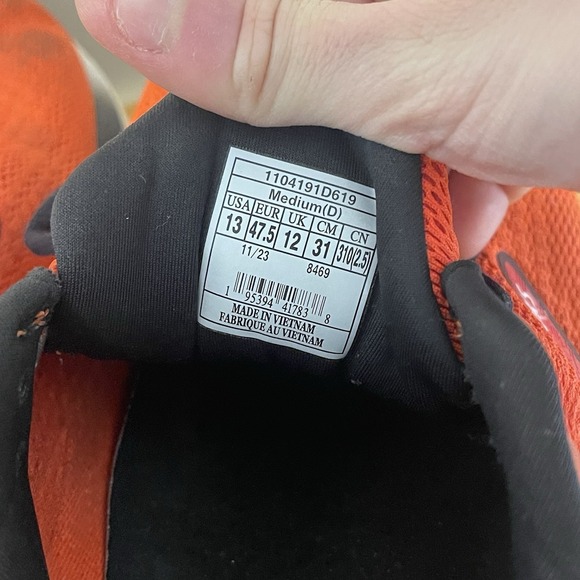 1104191D619
Medium(D)
USA EUR UK CM CN
13 47.5 12 31 310(2.5)
11/23 8469
1 95394 41783 8
MADE IN VIETNAM
FABRIQUE AU VIETNAM